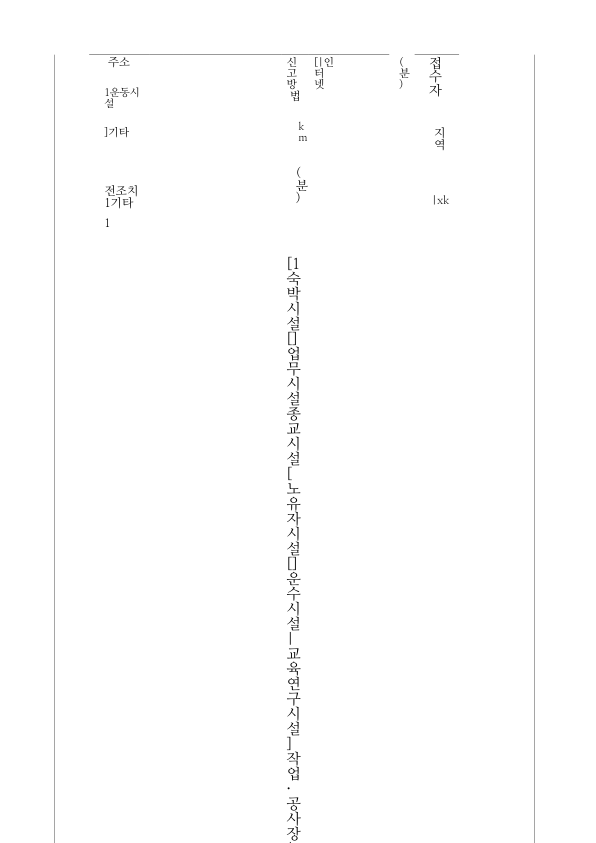 주소
1운동시
설
]기타
전조치
1기타
1
신고방법
[]인
터
넷
km
(분)
[1숙박시설[]업무시설종교시설[노유자시설[]운수시설|교육연구시설]작업.공사장
(분)
접수자
지역
|xk